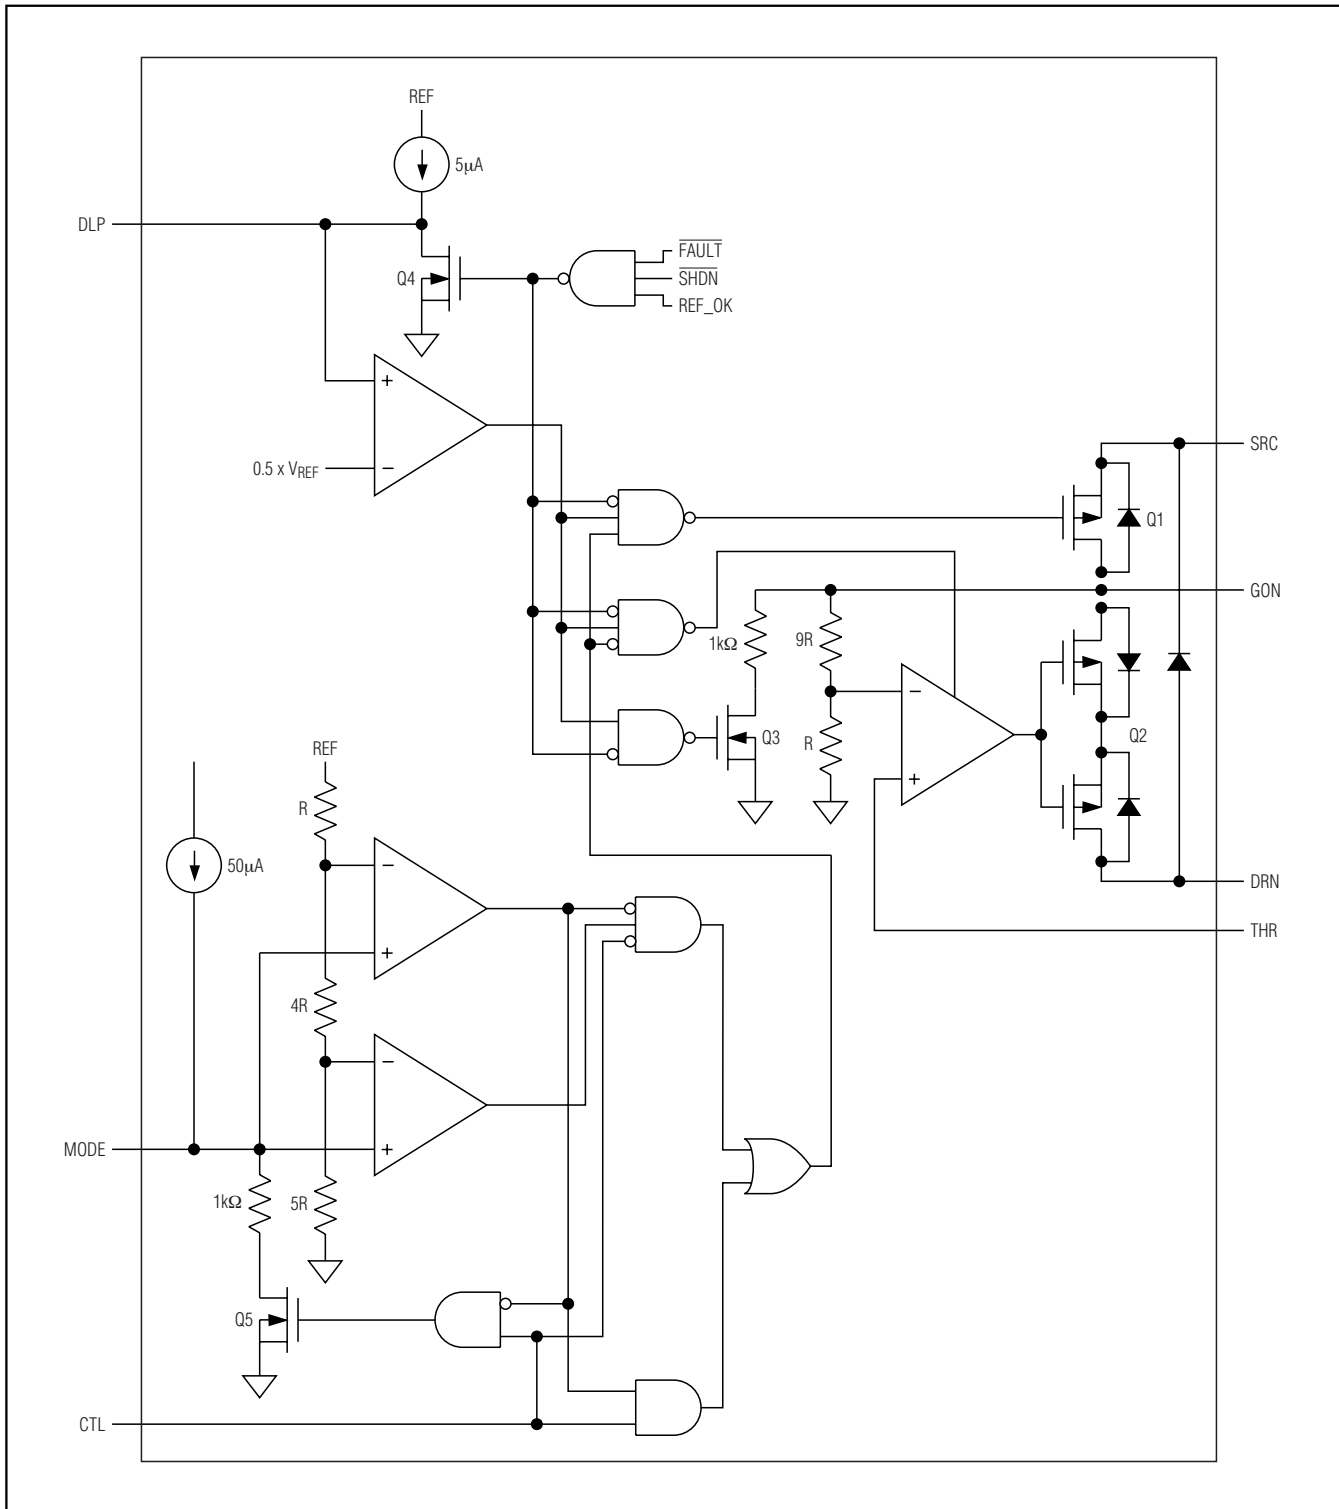 REF
5μA
DLP
FAULT
Q4
SHDN
REF_OK
+
0.5 x VREF
−
SRC
Q1
GON
1kΩ
9R
−
Q3
R
Q2
+
REF
R
−
50μA
DRN
THR
+
4R
−
MODE
+
1kΩ
5R
Q5
CTL